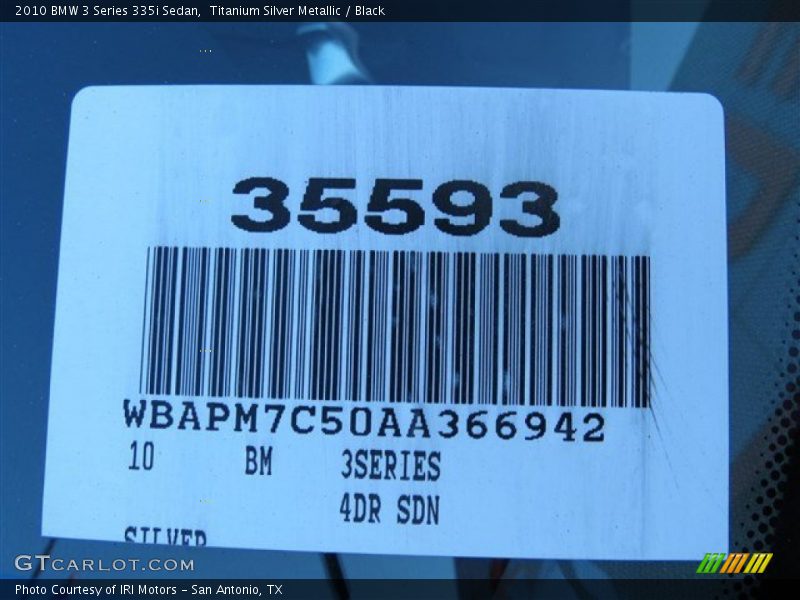 2010 BMW 3 Series 335i Sedan,  Titanium Silver Metallic / Black
35593
WBAPM7C50AA366942
10 BM 3SERIES
4DR SDN
SILVER
GTCARLOT.COM
Photo Courtesy of IRI Motors – San Antonio, TX